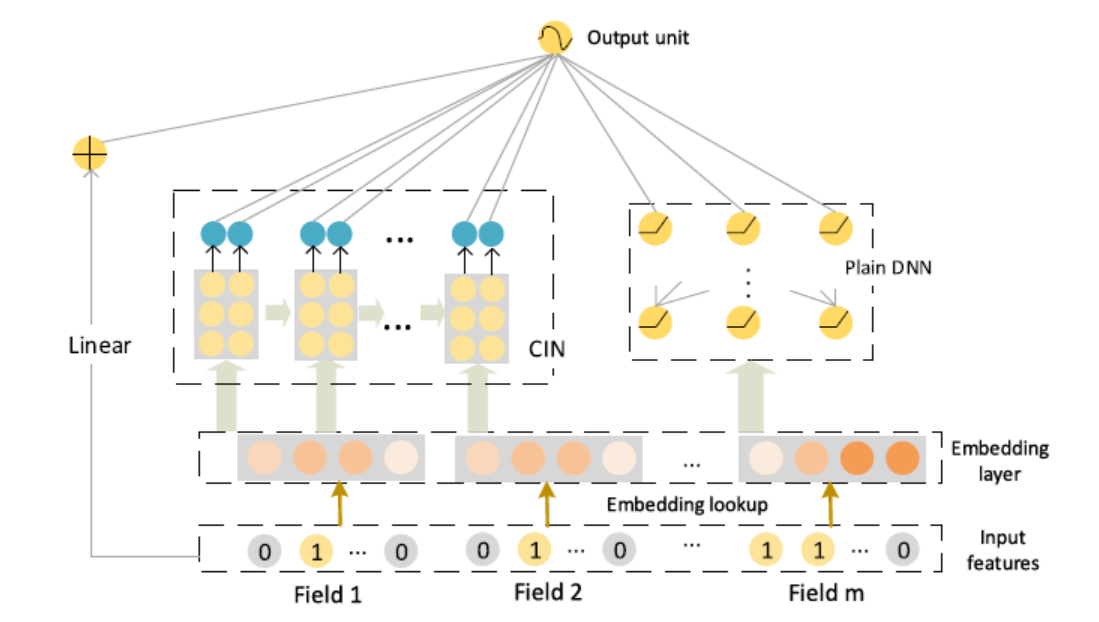 Output unit
Plain DNN
Linear
CIN
...
...
Embedding
layer
...
Embedding lookup
0 1 ... 0 0 1 ... 0 ... 1 1 ... 0
Input
features
Field 1 Field 2 Field m